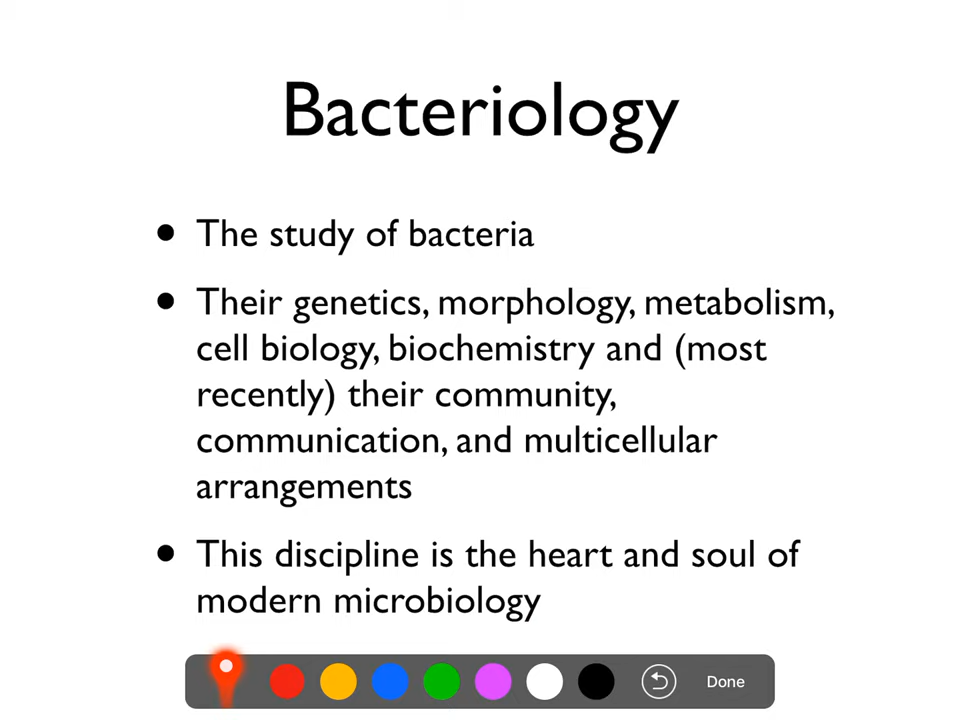 Bacteriology
• The study of bacteria
• Their genetics, morphology, metabolism,
cell biology, biochemistry and (most
recently) their community,
communication, and multicellular
arrangements
• This discipline is the heart and soul of
modern microbiology
Done